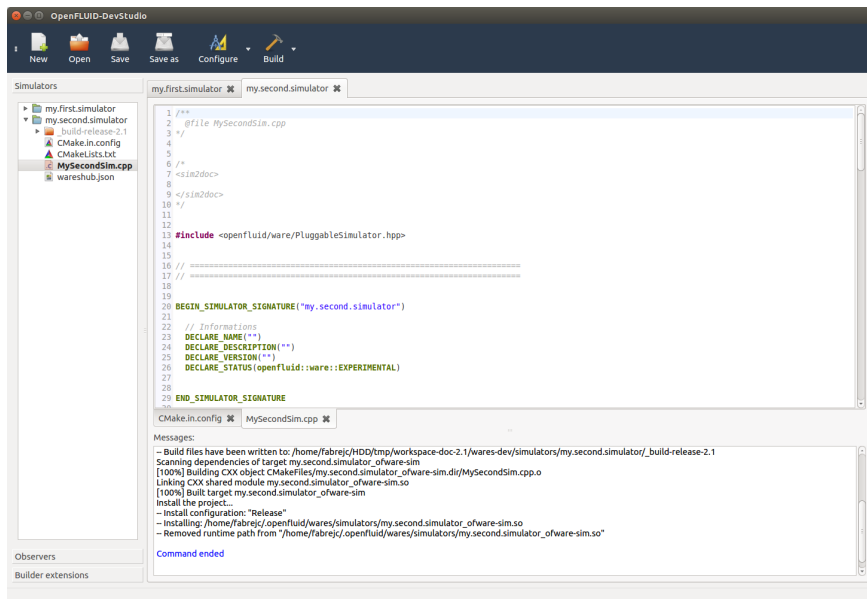 OpenFLUID-DevStudio
New Open Save Save as Configure Build
Simulators
my.first.simulator
my.second.simulator
_build-release-2.1
CMake.in.config
CMakeLists.txt
MySecondSim.cpp
wareshub.json
Observers
Builder extensions
my.first.simulator my.second.simulator
1 /**
2 @file MySecondSim.cpp
3 */
4
5
6 /*
7 <sim2doc>
8
9 </sim2doc>
10 */
11
12
13 #include <openfluid/ware/PluggableSimulator.hpp>
14
15
16 // =====================================================================
17 // =====================================================================
18
19
20 BEGIN_SIMULATOR_SIGNATURE("my.second.simulator")
21
22 // Informations
23 DECLARE_NAME("")
24 DECLARE_DESCRIPTION("")
25 DECLARE_VERSION("")
26 DECLARE_STATUS(openfluid::ware::EXPERIMENTAL)
27
28
29 END_SIMULATOR_SIGNATURE
CMake.in.config MySecondSim.cpp
Messages:
-- Build files have been written to: /home/fabrejc/HDD/tmp/workspace-doc-2.1/wares-dev/simulators/my.second.simulator/_build-release-2.1
Scanning dependencies of target my.second.simulator_ofware-sim
[100%] Building CXX object CMakeFiles/my.second.simulator_ofware-sim.dir/MySecondSim.cpp.o
Linking CXX shared module my.second.simulator_ofware-sim.so
[100%] Built target my.second.simulator_ofware-sim
Install the project...
-- Install configuration: "Release"
-- Installing: /home/fabrejc/.openfluid/wares/simulators/my.second.simulator_ofware-sim.so
-- Removed runtime path from "/home/fabrejc/.openfluid/wares/simulators/my.second.simulator_ofware-sim.so"
Command ended